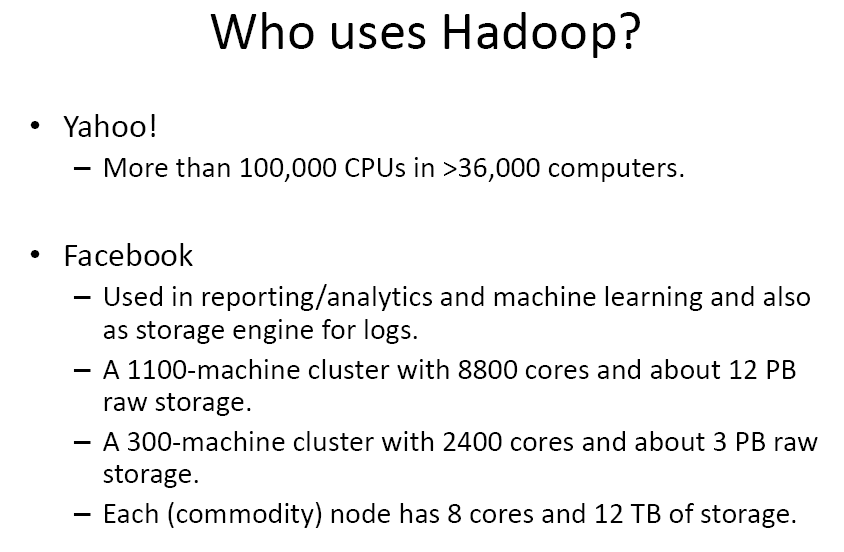 Who uses Hadoop?
• Yahoo!
– More than 100,000 CPUs in >36,000 computers.
• Facebook
– Used in reporting/analytics and machine learning and also
as storage engine for logs.
– A 1100-machine cluster with 8800 cores and about 12 PB
raw storage.
– A 300-machine cluster with 2400 cores and about 3 PB raw
storage.
– Each (commodity) node has 8 cores and 12 TB of storage.